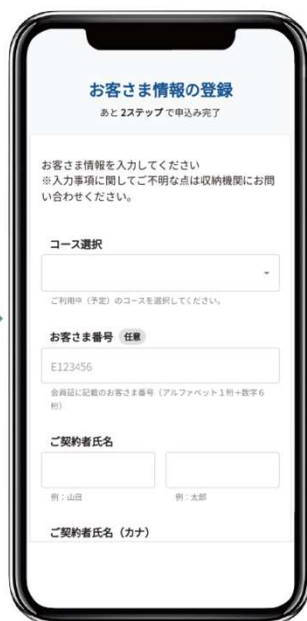 お客さま情報の登録
あと 2ステップ で申込み完了
お客さま情報を入力してください
※入力事項に関してご不明な点は収納機関にお問
い合わせください。
コース選択
ご利用中（予定）のコースを選択してください。
お客さま番号 任意
E123456
会員証に記載のお客さま番号（アルファベット1桁＋数字6
桁）
ご契約者氏名
例：山田 例：太郎
ご契約者氏名（カナ）